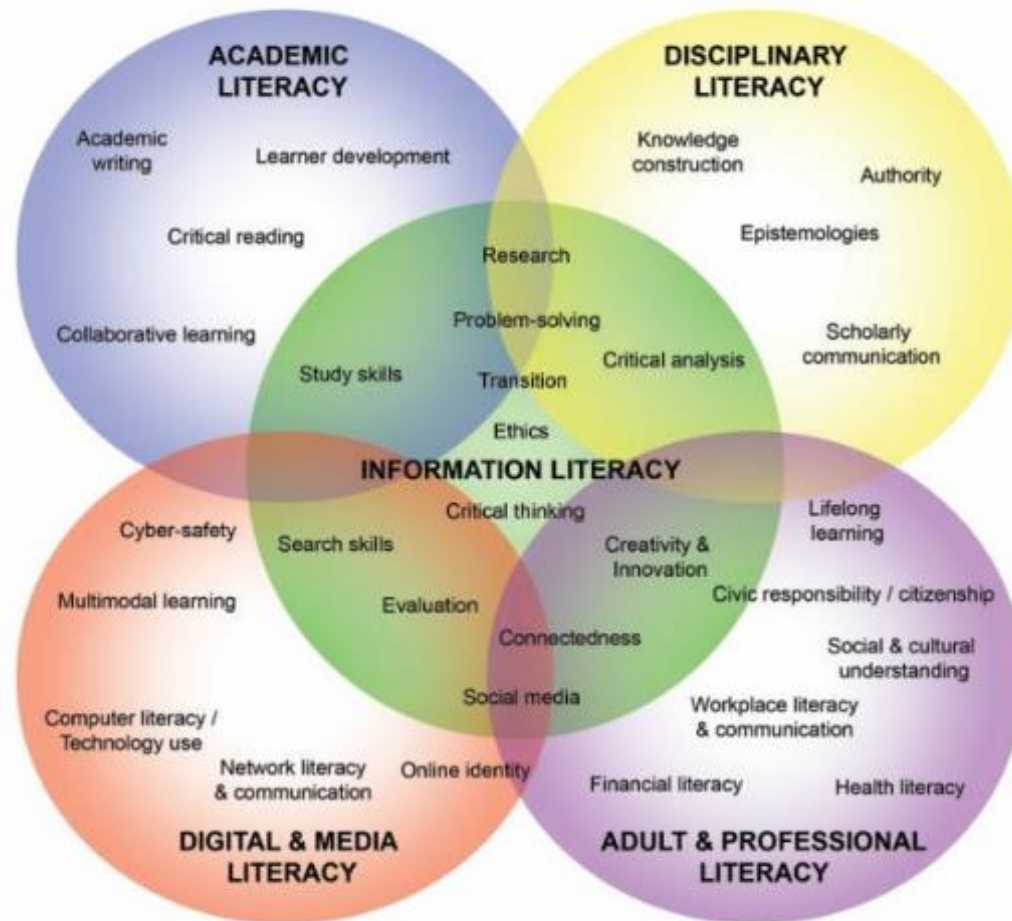 ACADEMIC
LITERACY
Academic
writing
Learner development
Critical reading
Collaborative learning
DISCIPLINARY
LITERACY
Knowledge
construction
Authority
Epistemologies
Scholarly
communication
Research
Problem-solving
Critical analysis
Study skills
Transition
Ethics
INFORMATION LITERACY
Critical thinking
Search skills
Creativity &
Innovation
Evaluation
Connectedness
Social media
Cyber-safety
Multimodal learning
Computer literacy /
Technology use
Network literacy
& communication
Online identity
DIGITAL & MEDIA
LITERACY
Lifelong
learning
Civic responsibility / citizenship
Social & cultural
understanding
Workplace literacy
& communication
Financial literacy
Health literacy
ADULT & PROFESSIONAL
LITERACY